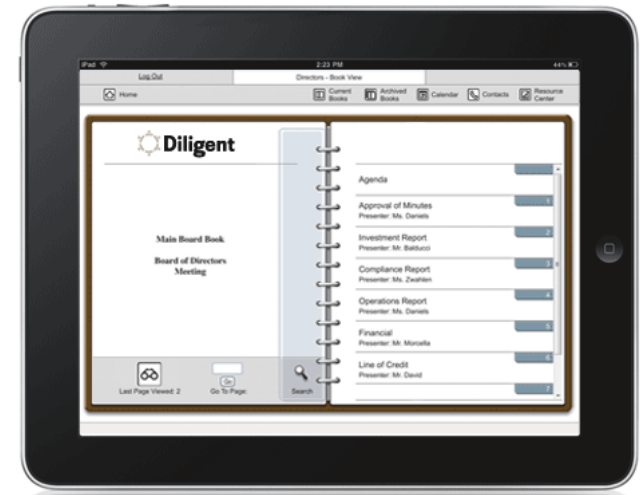 iPad
2:23 PM
44%
Log Out
Directors - Book View
Home
Current Books
Archived Books
Calendar
Contacts
Resource Center
Diligent
Main Board Book
Board of Directors
Meeting
Last Page Viewed: 2
Go To Page:
Go
Search
Agenda
1
Approval of Minutes
Presenter: Ms. Daniels
2
Investment Report
Presenter: Mr. Balducci
3
Compliance Report
Presenter: Ms. Zwahlen
4
Operations Report
Presenter: Ms. Daniels
5
Financial
Presenter: Mr. Morcella
6
Line of Credit
Presenter: Mr. David
7